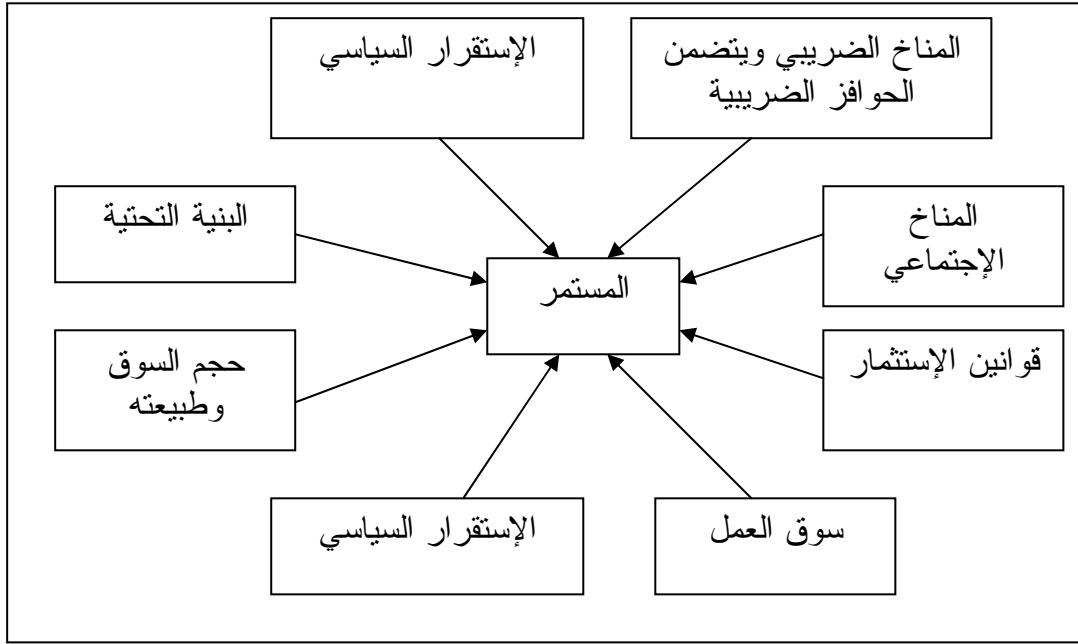 المناخ الضريبي ويتضمن
الحوافز الضريبية
الإستقرار السياسي
المناخ
الإجتماعي
البنية التحتية
المستمر
قوانين الإستثمار
حجم السوق
وطبيعته
سوق العمل
الإستقرار السياسي